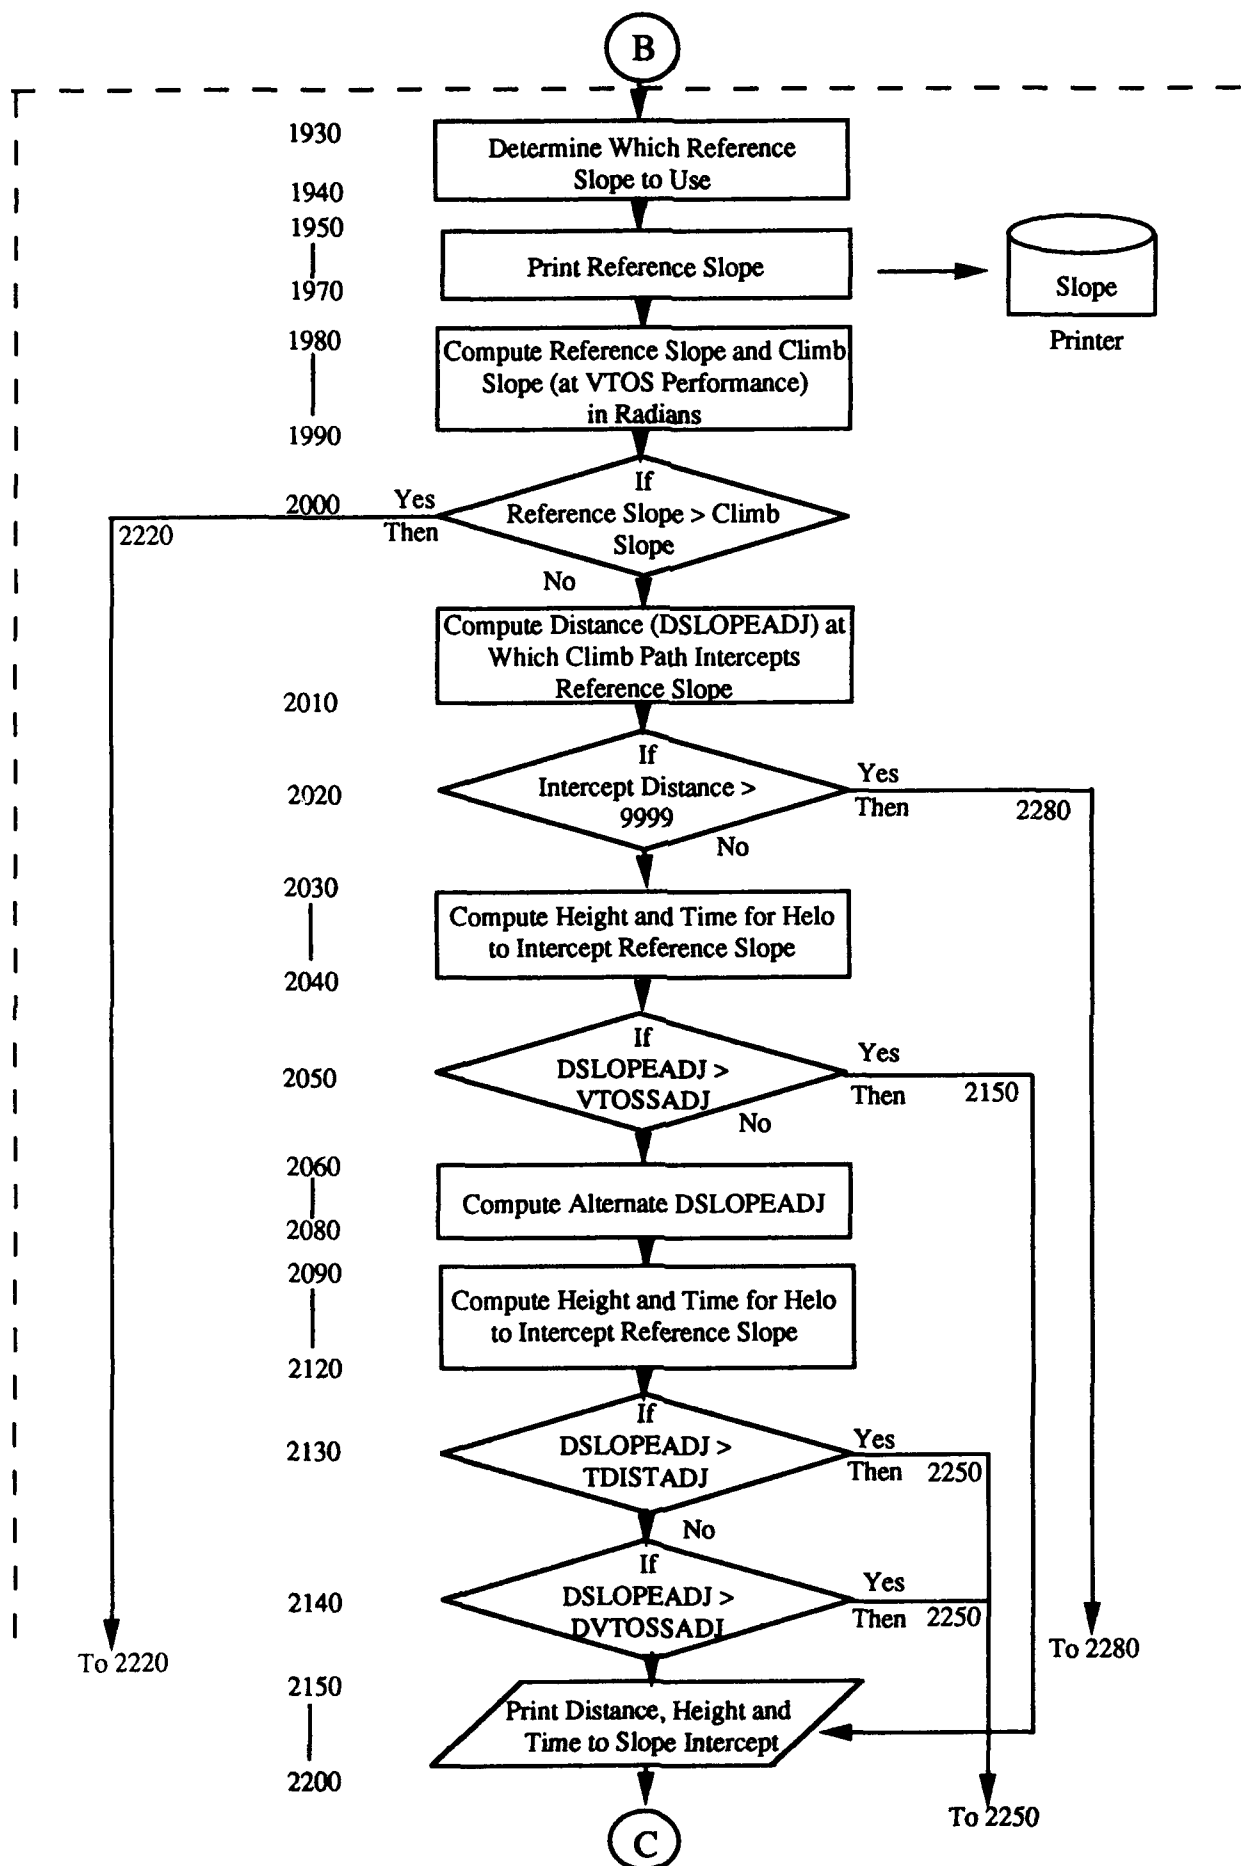 B
1930
Determine Which Reference
Slope to Use
1940
1950
Print Reference Slope
1970
Slope
Printer
1980
Compute Reference Slope and Climb
Slope (at VTOS Performance)
in Radians
1990
If
Reference Slope > Climb
Slope
2000
Yes
Then
2220
No
Compute Distance (DSLOPEADJ) at
Which Climb Path Intercepts
Reference Slope
2010
If
Intercept Distance >
9999
2020
Yes
Then
2280
No
2030
Compute Height and Time for Helo
to Intercept Reference Slope
2040
If
DSLOPEADJ >
VTOSSADJ
2050
Yes
Then
2150
No
2060
Compute Alternate DSLOPEADJ
2080
2090
Compute Height and Time for Helo
to Intercept Reference Slope
2120
If
DSLOPEADJ >
TDISTADJ
2130
Yes
Then
2250
No
If
DSLOPEADJ >
DVTOSSADJ
2140
Yes
Then
2250
To 2220
To 2280
2150
Print Distance, Height and
Time to Slope Intercept
2200
To 2250
C